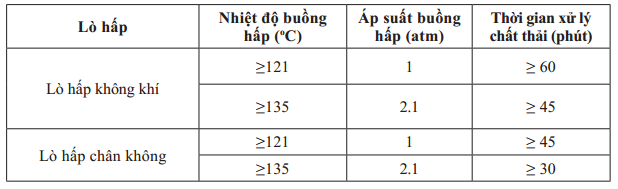 Lò hấp
Nhiệt độ buồng
hấp (ºC)
Áp suất buồng
hấp (atm)
Thời gian xử lý
chất thải (phút)
Lò hấp không khí
≥121
1
≥ 60
≥135
2.1
≥ 45
Lò hấp chân không
≥121
1
≥ 45
≥135
2.1
≥ 30